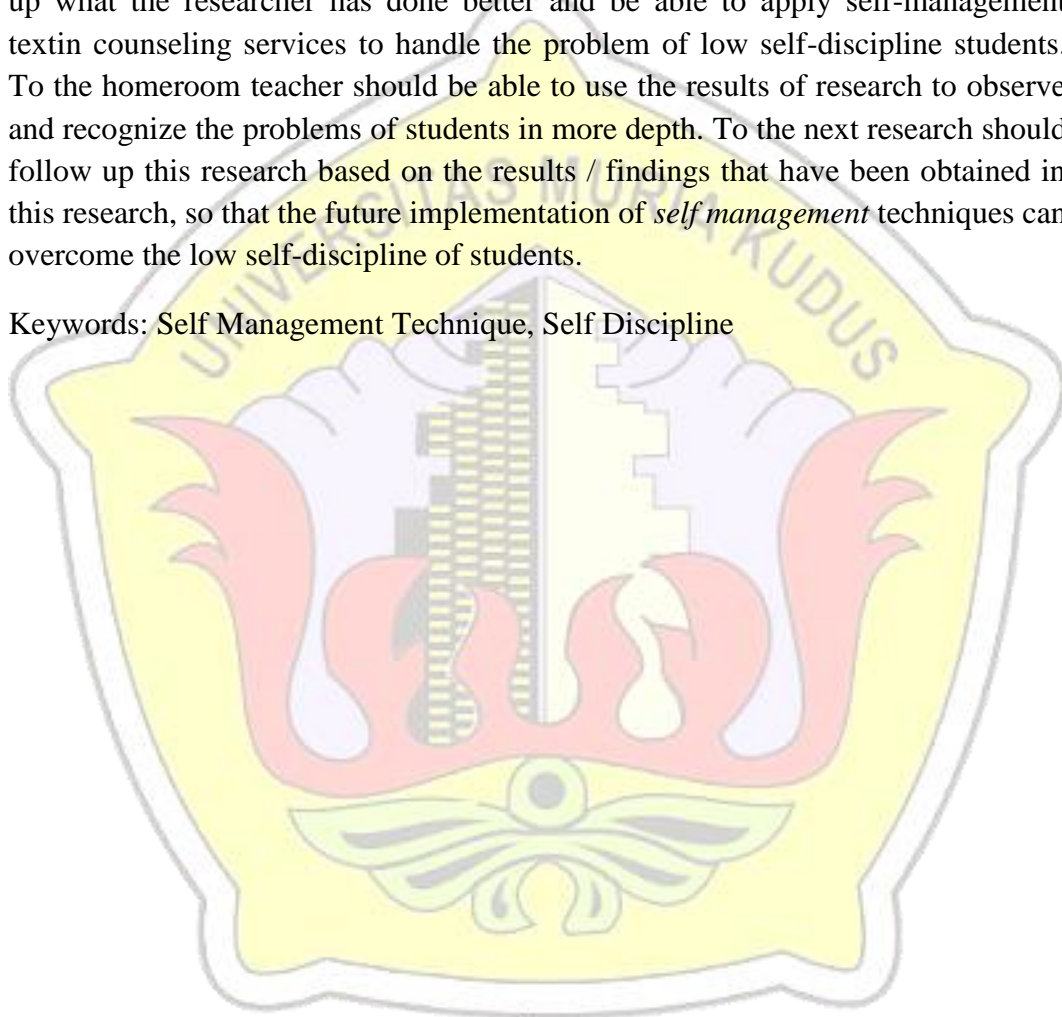 up what the researcher has done better and be able to apply self-management
textin counseling services to handle the problem of low self-discipline students.
To the homeroom teacher should be able to use the results of research to observe
and recognize the problems of students in more depth. To the next research should
follow up this research based on the results / findings that have been obtained in
this research, so that the future implementation of self management techniques can
overcome the low self-discipline of students.
Keywords: Self Management Technique, Self Discipline
UNIVERSITAS MURIA KUDUS